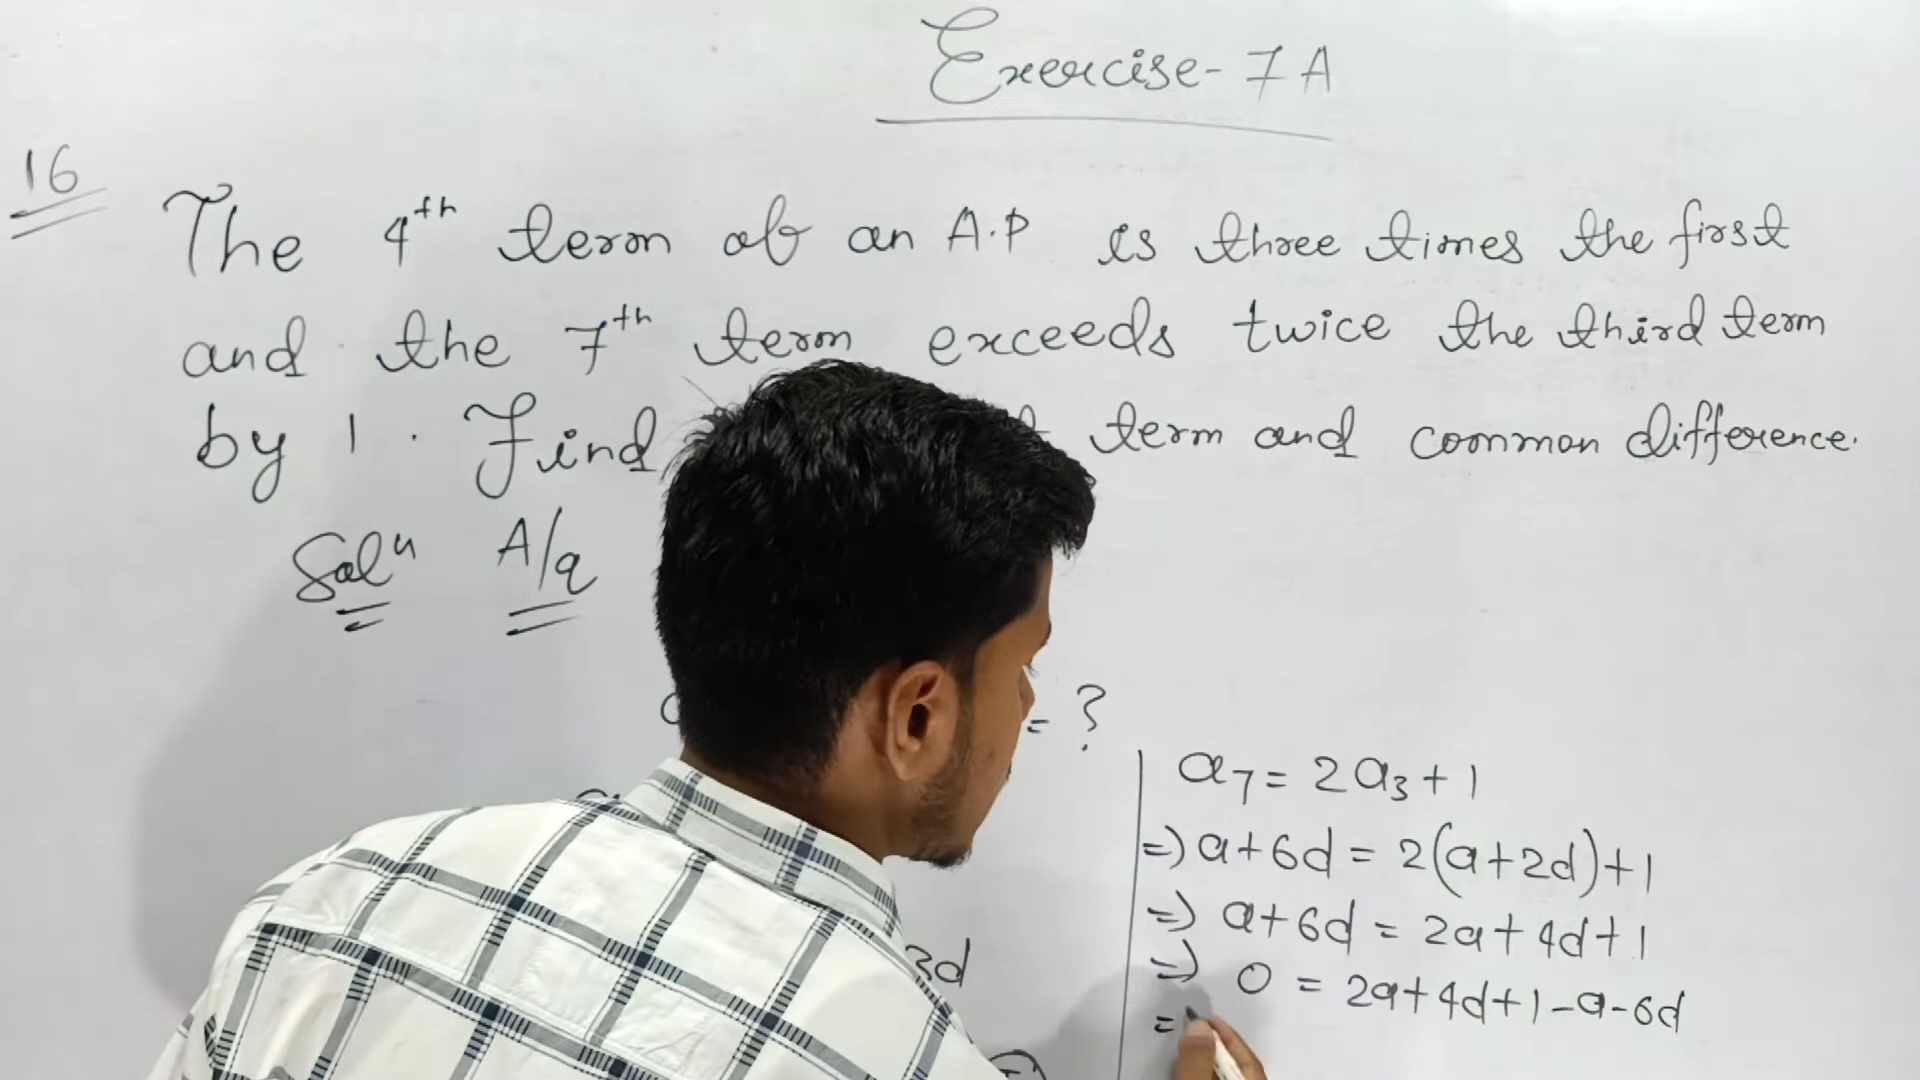 Exercise-7A
16
The 4th term of an A.P is three times the first
and the 7th term exceeds twice the third term
by 1. Find term and common difference.
Solⁿ A/q
= ?
a₇ = 2a₃ + 1
=) a+6d = 2(a+2d)+1
=) a+6d = 2a+4d+1
=) 0 = 2a+4d+1-a-6d
=